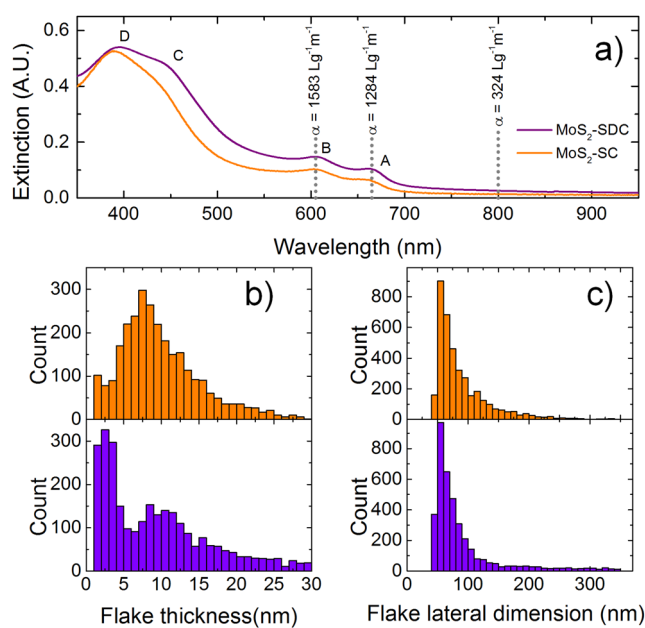 a)
0.6
0.4
0.2
0.0
Extinction (A.U.)
D
C
B
A
α = 1583 Lg⁻¹m⁻¹
α = 1284 Lg⁻¹m⁻¹
α = 324 Lg⁻¹m⁻¹
MoS₂-SDC
MoS₂-SC
400 500 600 700 800 900
Wavelength (nm)
b)
300
200
100
0
Count
300
200
100
0
Count
0 5 10 15 20 25 30
Flake thickness(nm)
c)
800
600
400
200
0
Count
800
600
400
200
0
Count
0 100 200 300
Flake lateral dimension (nm)